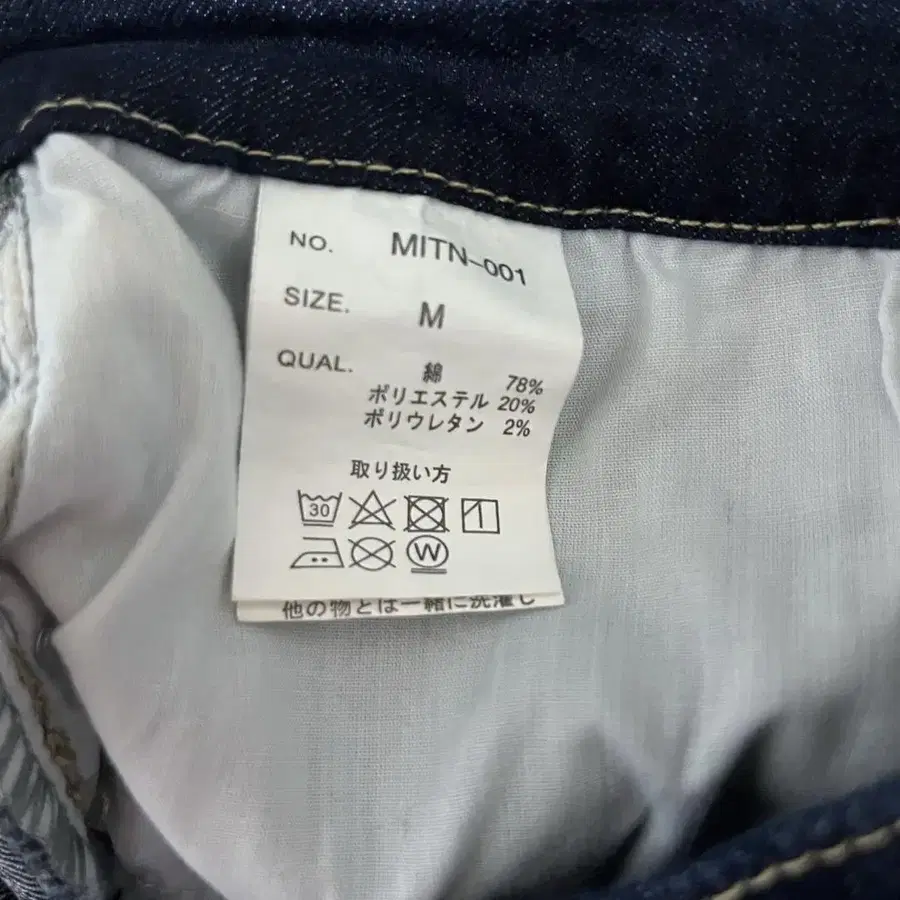 NO. MITN-001
SIZE. M
QUAL. 綿 78%
ポリエステル 20%
ポリウレタン 2%
取り扱い方
30
W
他の物とは一緒に洗濯し